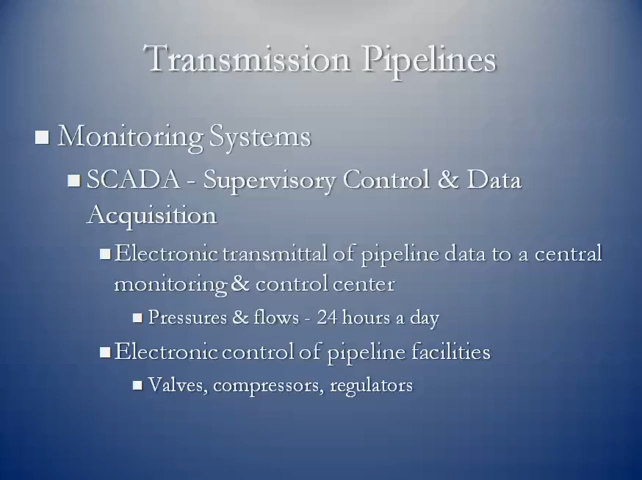 Transmission Pipelines
Monitoring Systems
SCADA - Supervisory Control & Data
Acquisition
Electronic transmittal of pipeline data to a central
monitoring & control center
Pressures & flows - 24 hours a day
Electronic control of pipeline facilities
Valves, compressors, regulators